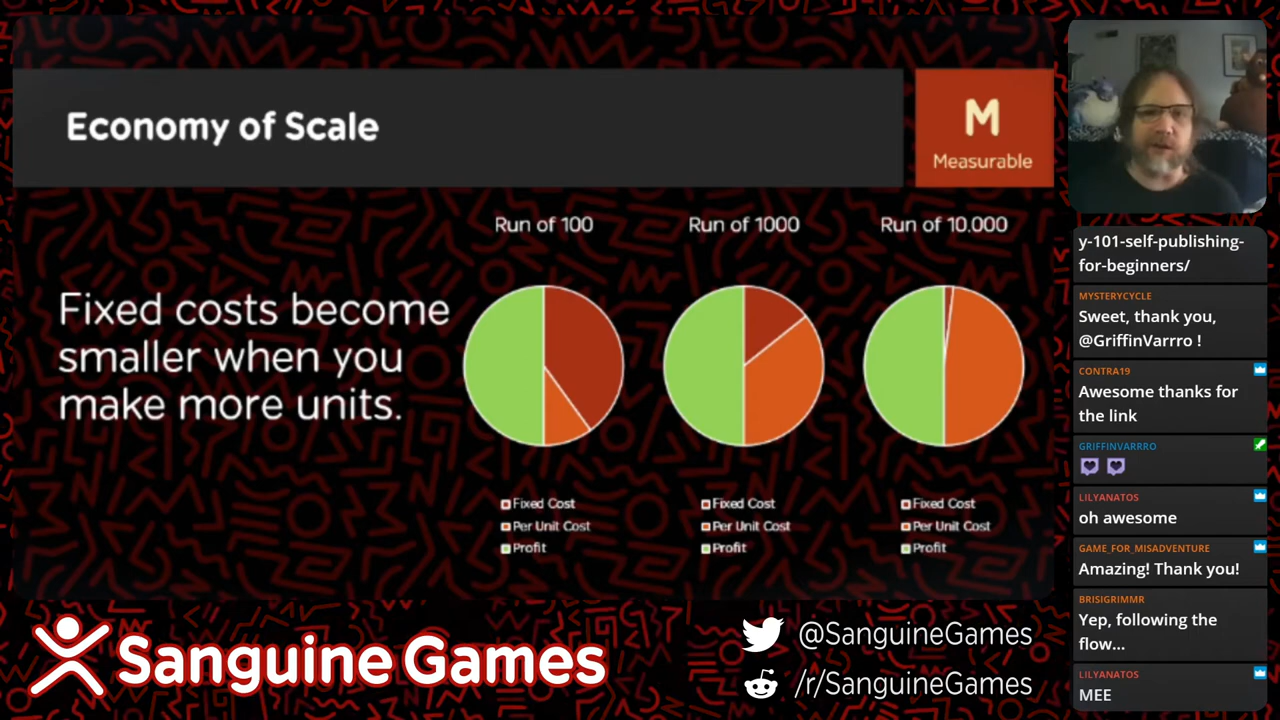 Economy of Scale
M
Measurable
Run of 100
Run of 1000
Run of 10.000
Fixed costs become
smaller when you
make more units.
Fixed Cost
Per Unit Cost
Profit
Fixed Cost
Per Unit Cost
Profit
Fixed Cost
Per Unit Cost
Profit
Sanguine Games
@SanguineGames
/r/SanguineGames
y-101-self-publishing-
for-beginners/
MYSTERYCYCLE
Sweet, thank you,
@GriffinVarrro !
CONTRA19
Awesome thanks for
the link
GRIFFINVARRRO
LILYANATOS
oh awesome
GAME_FOR_MISADVENTURE
Amazing! Thank you!
BRISIGRIMMR
Yep, following the
flow...
LILYANATOS
MEE